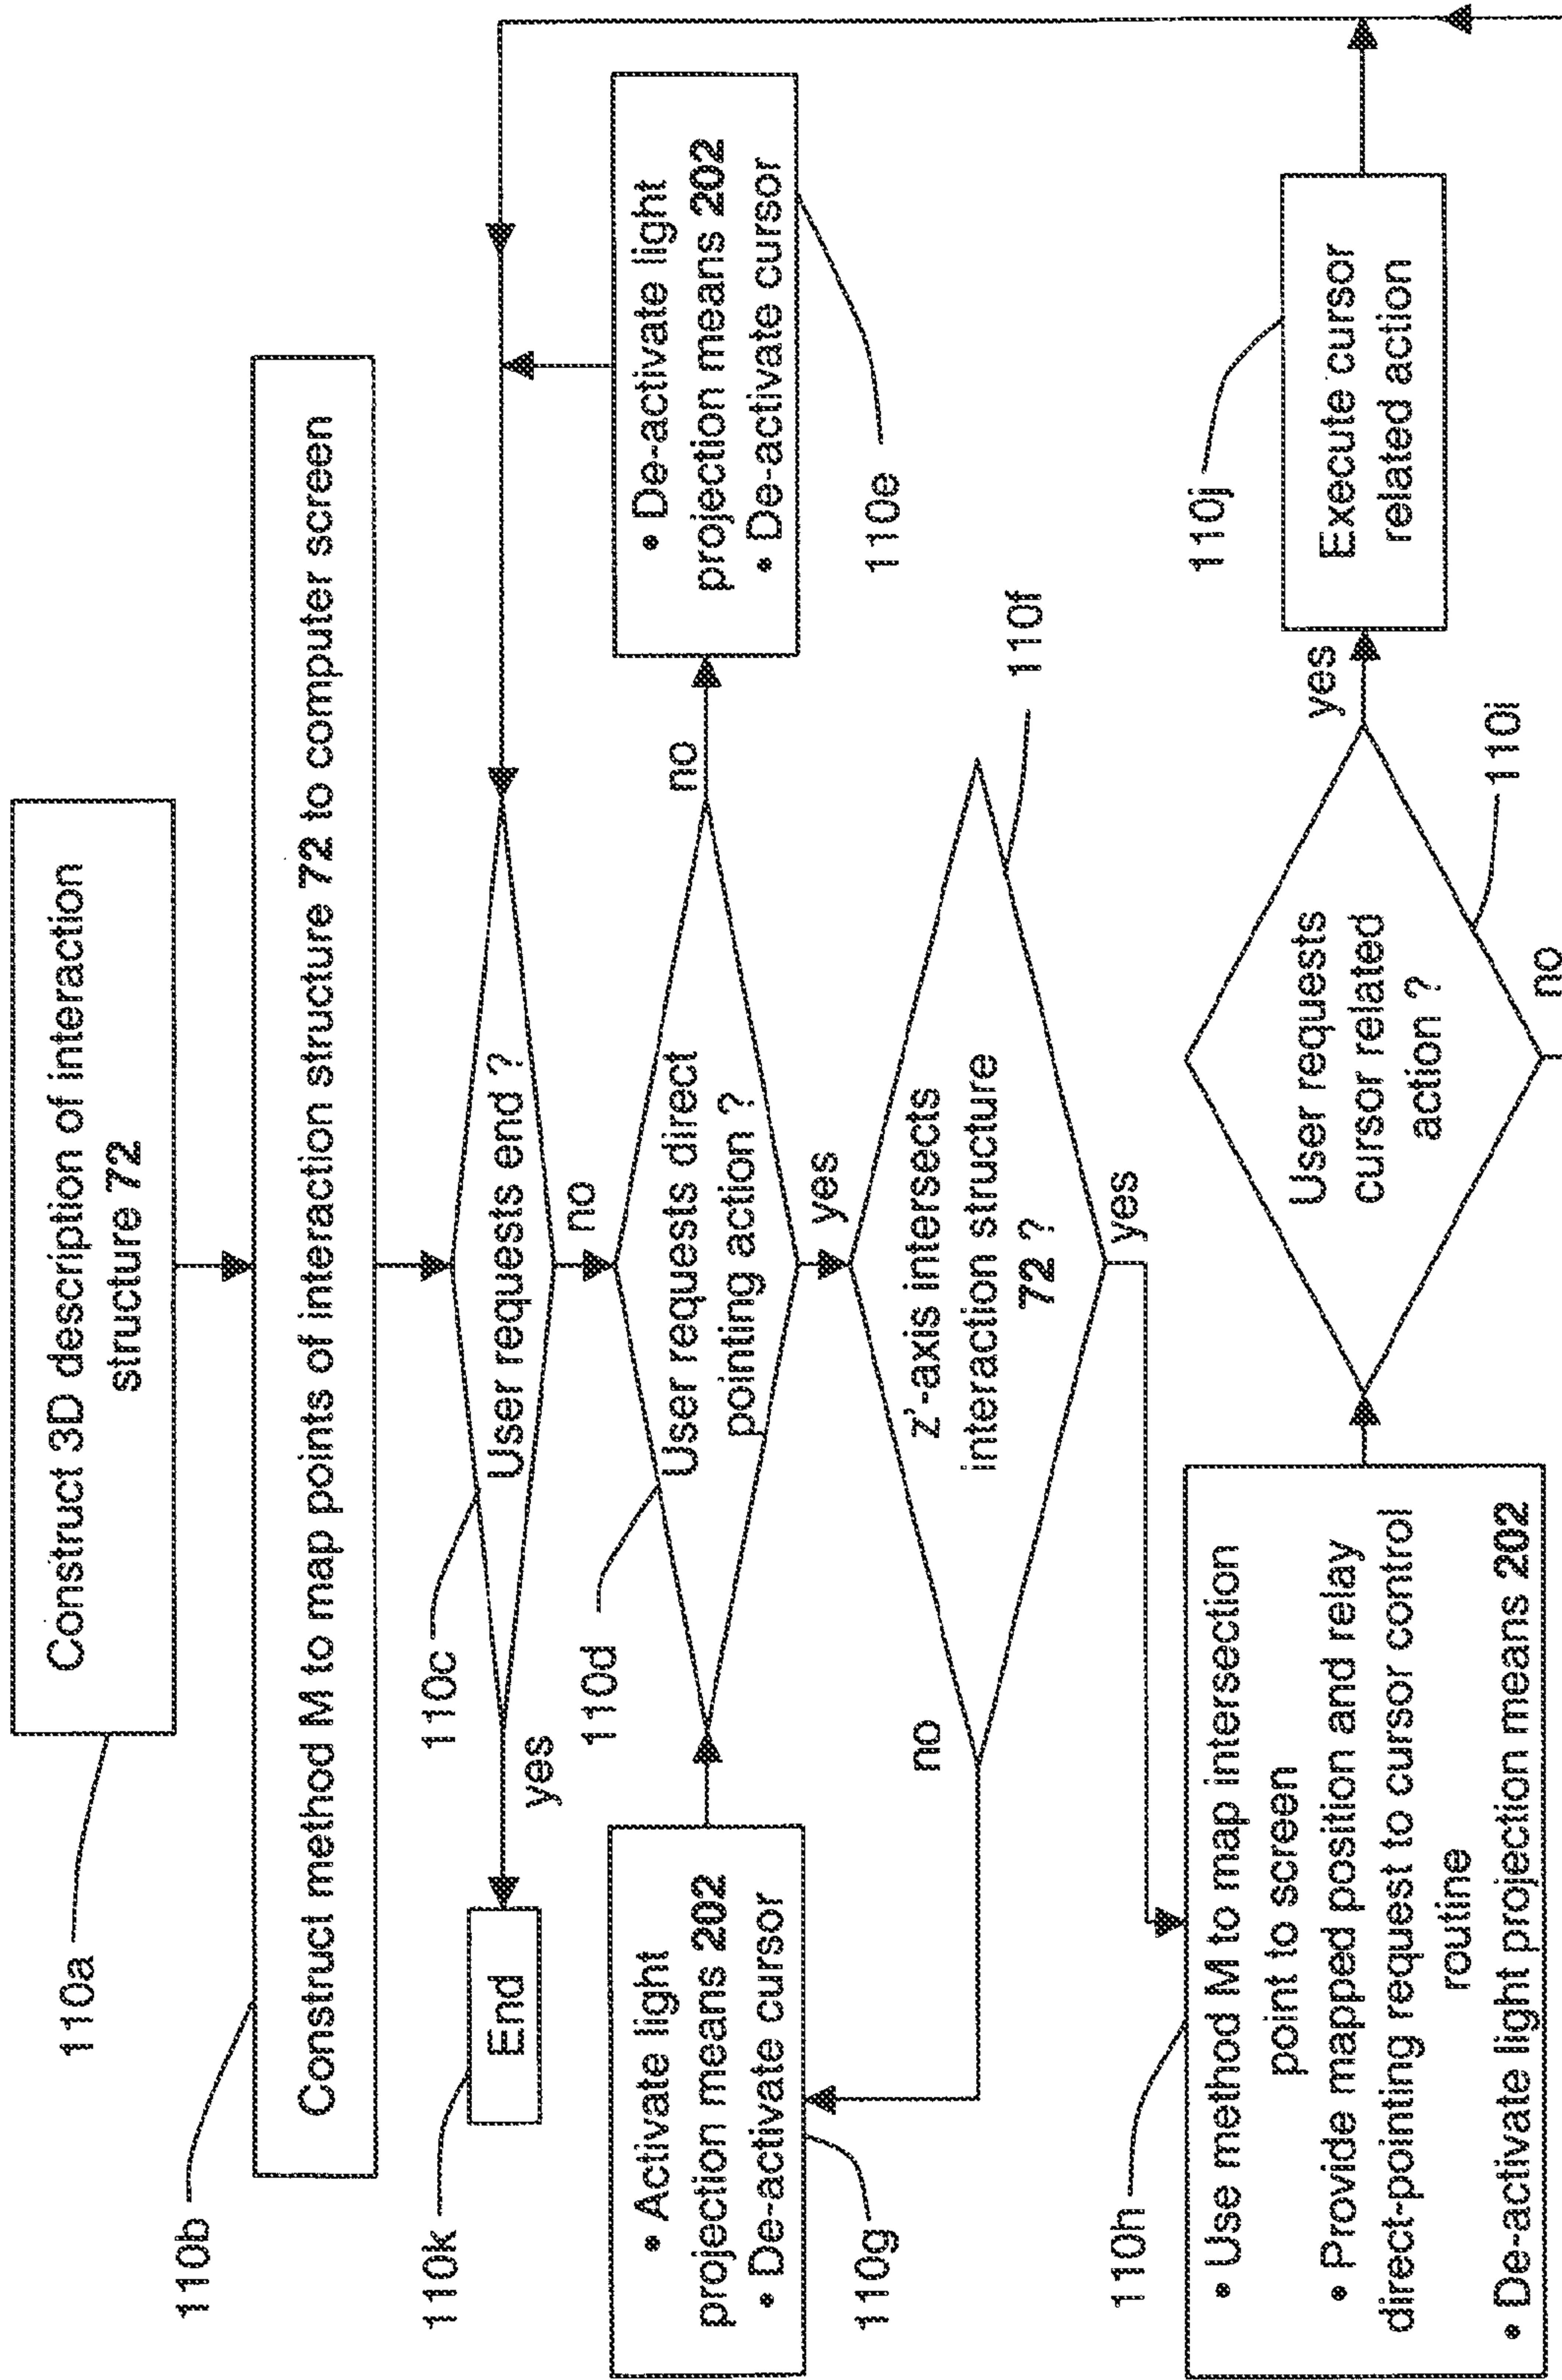 Construct 3D description of interaction
structure 72
110a
Construct method M to map points of interaction structure 72 to computer screen
110b
User requests end ?
110c
yes
no
End
110k
User requests direct
pointing action ?
110d
no
yes
• De-activate light
projection means 202
• De-activate cursor
110e
• Activate light
projection means 202
• De-activate cursor
110g
z'-axis intersects
interaction structure
72 ?
110f
no
yes
• Use method M to map intersection
point to screen
• Provide mapped position and relay
direct-pointing request to cursor control
routine
• De-activate light projection means 202
110h
User requests
cursor related
action ?
110i
yes
no
Execute cursor
related action
110j